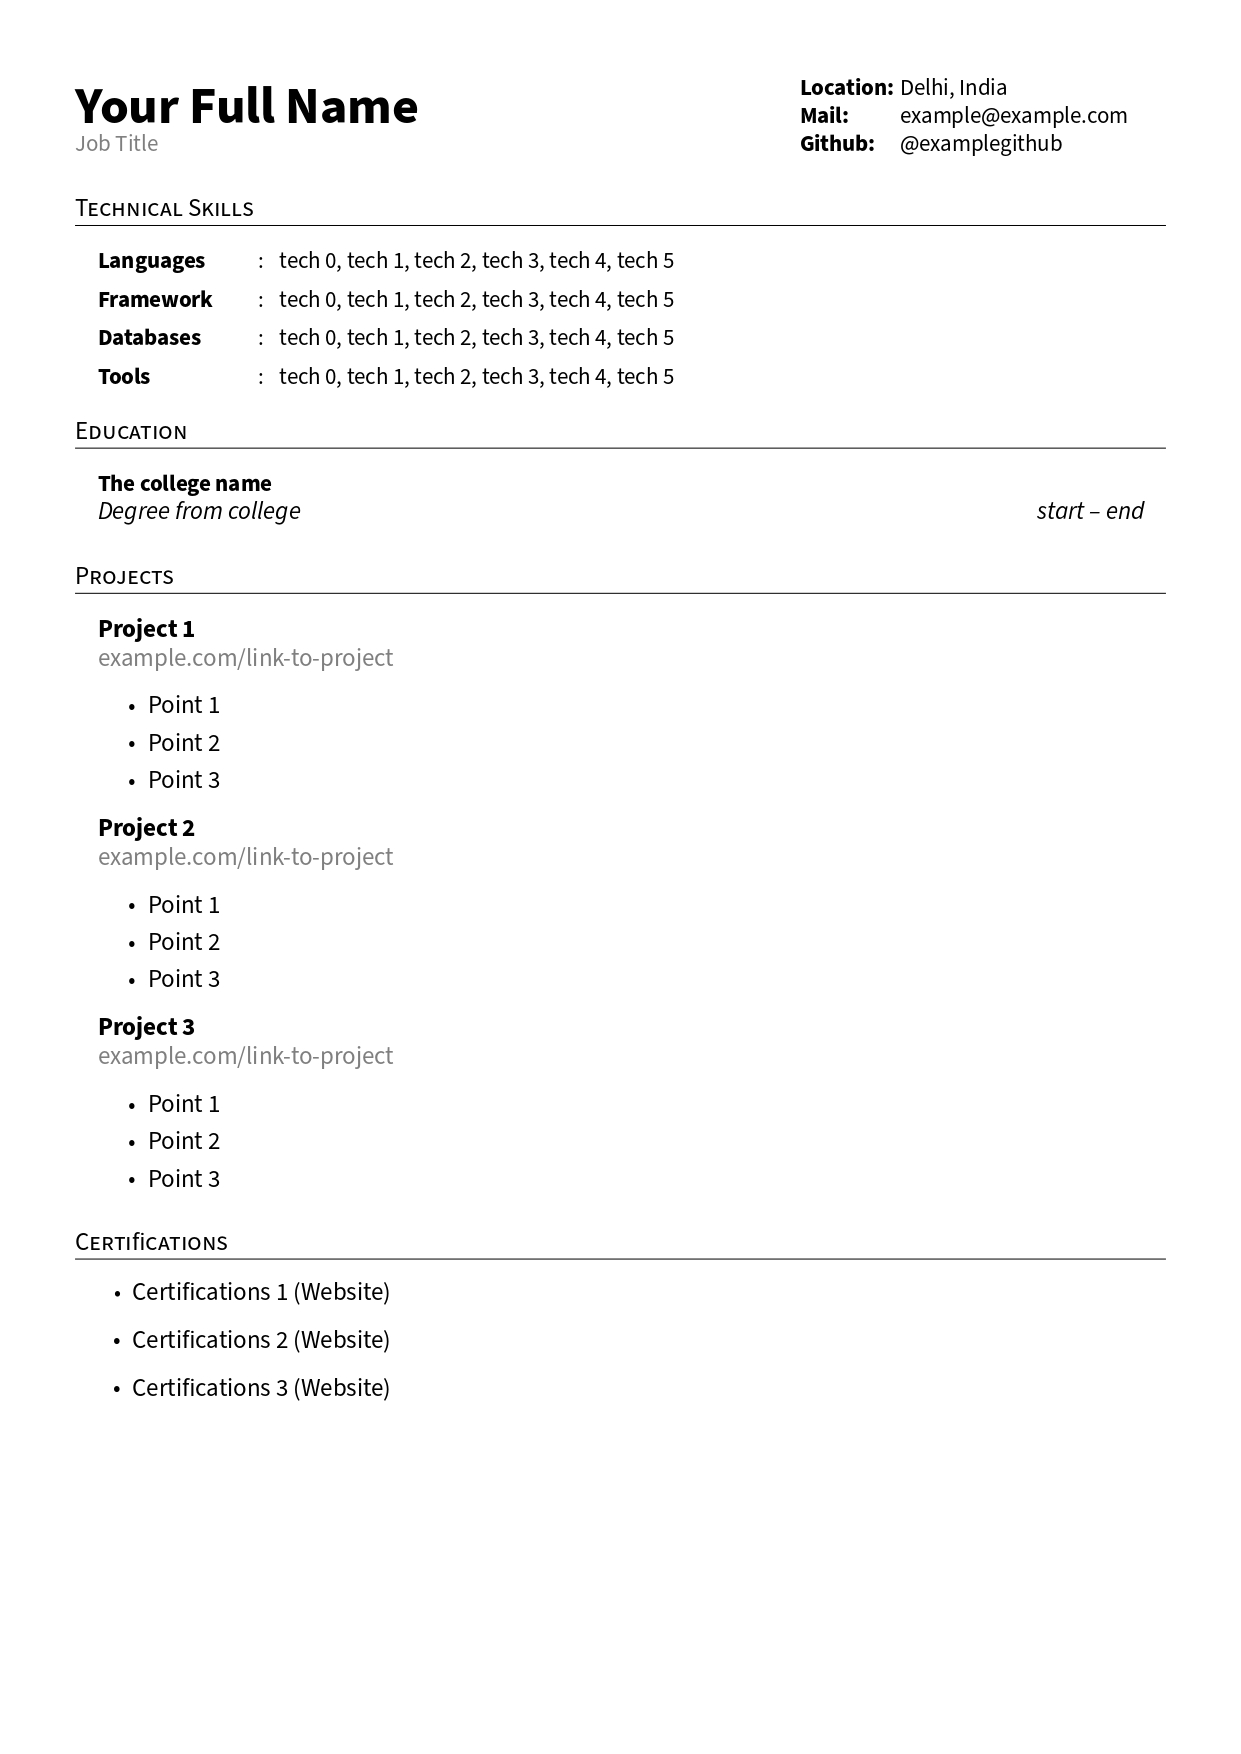 Your Full Name
Job Title
Location: Delhi, India
Mail: example@example.com
Github: @examplegithub
Technical Skills
Languages : tech 0, tech 1, tech 2, tech 3, tech 4, tech 5
Framework : tech 0, tech 1, tech 2, tech 3, tech 4, tech 5
Databases : tech 0, tech 1, tech 2, tech 3, tech 4, tech 5
Tools : tech 0, tech 1, tech 2, tech 3, tech 4, tech 5
Education
The college name
Degree from college start – end
Projects
Project 1
example.com/link-to-project
• Point 1
• Point 2
• Point 3
Project 2
example.com/link-to-project
• Point 1
• Point 2
• Point 3
Project 3
example.com/link-to-project
• Point 1
• Point 2
• Point 3
Certifications
• Certifications 1 (Website)
• Certifications 2 (Website)
• Certifications 3 (Website)